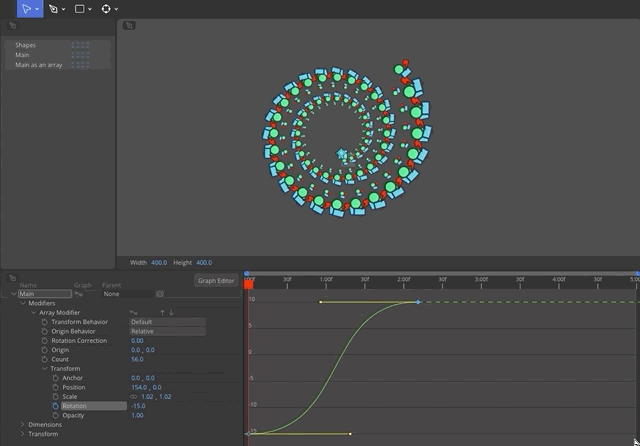 Shapes
Main
Main as an array
Width 400.0 Height 400.0
Name Graph Parent
Graph Editor
Main None
Modifiers
Array Modifier
Transform Behavior Default
Origin Behavior Relative
Rotation Correction 0.00
Origin 0.0 , 0.0
Count 56.0
Transform
Anchor 0.0 , 0.0
Position 154.0 , 0.0
Scale 1.02 , 1.02
Rotation -15.0
Opacity 1.00
Dimensions
Transform
30f 1:00f 30f 2:00f 30f 3:00f 30f 4:00f 30f 5:0
10
5
0
-5
-10
-15